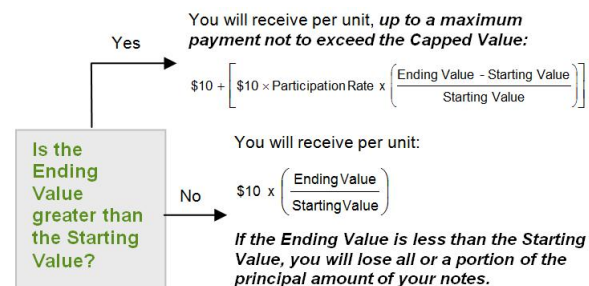 You will receive per unit, up to a maximum
payment not to exceed the Capped Value:
Yes
$10 + [ $10 × Participation Rate x ( Ending Value - Starting Value
Starting Value ) ]
Is the
Ending
Value
greater than
the Starting
Value?
No
You will receive per unit:
$10 x ( Ending Value
Starting Value )
If the Ending Value is less than the Starting
Value, you will lose all or a portion of the
principal amount of your notes.